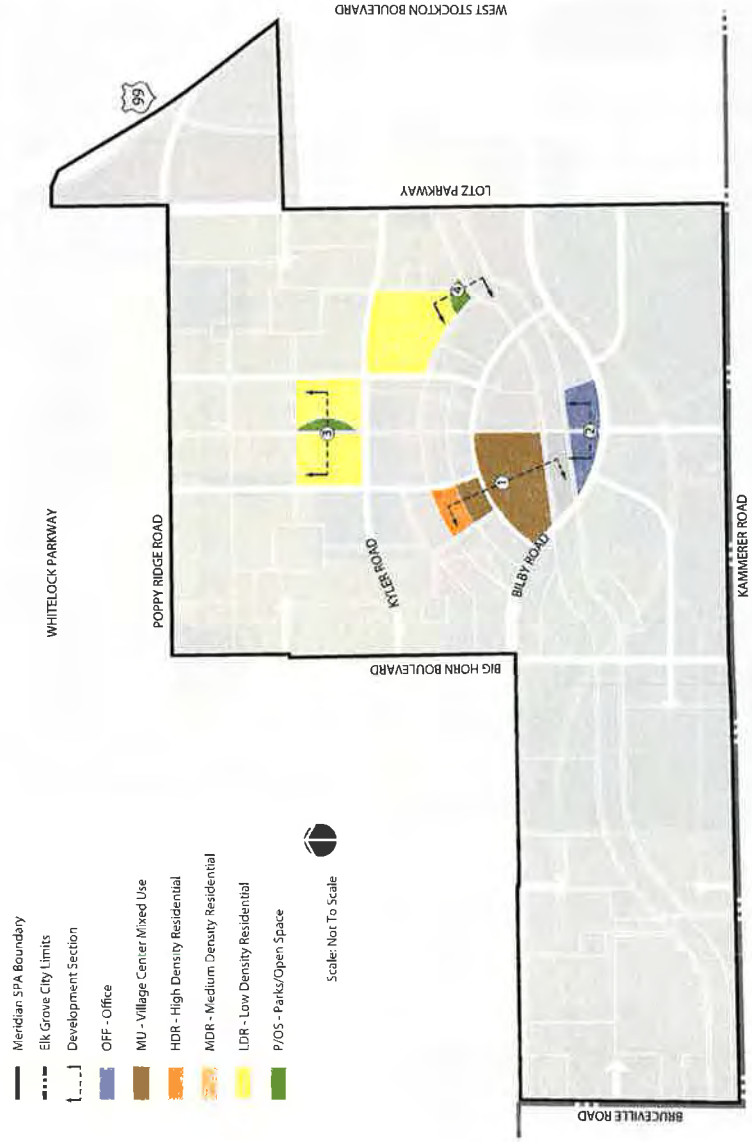 Meridian SPA Boundary
Elk Grove City Limits
Development Section
OFF - Office
MU - Village Center Mixed Use
HDR - High Density Residential
MDR - Medium Density Residential
LDR - Low Density Residential
P/OS - Parks/Open Space
Scale: Not To Scale
WHITELOCK PARKWAY
POPPY RIDGE ROAD
99
WEST STOCKTON BOULEVARD
LOTZ PARKWAY
KYLER ROAD
BILBY ROAD
BIG HORN BOULEVARD
KAMMERER ROAD
BRUCEVILLE ROAD
1
2
3
4